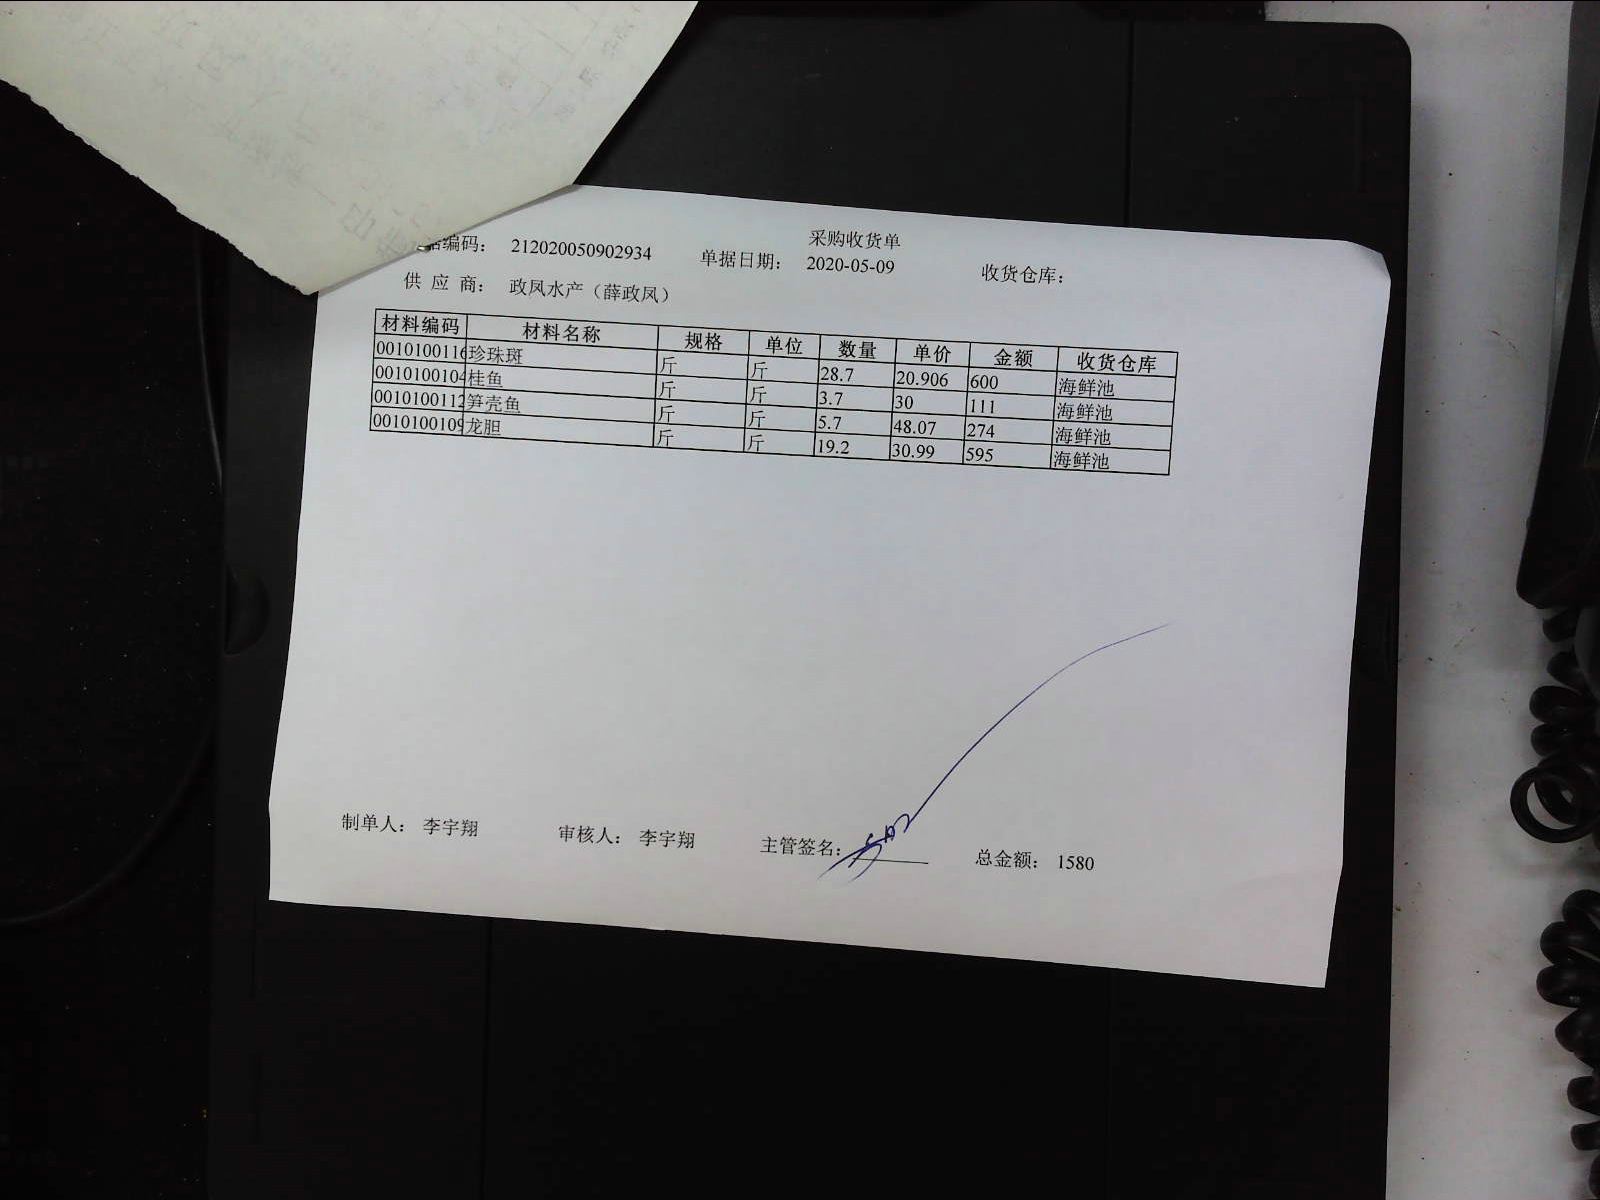 采购收货单
编码: 212020050902934 单据日期: 2020-05-09 收货仓库:
供 应 商: 政凤水产（薛政凤）
材料编码 材料名称 规格 单位 数量 单价 金额 收货仓库
0010100116 珍珠斑 斤 斤 28.7 20.906 600 海鲜池
0010100104 桂鱼 斤 斤 3.7 30 111 海鲜池
0010100112 笋壳鱼 斤 斤 5.7 48.07 274 海鲜池
0010100109 龙胆 斤 斤 19.2 30.99 595 海鲜池
制单人: 李宇翔 审核人: 李宇翔 主管签名: 总金额: 1580